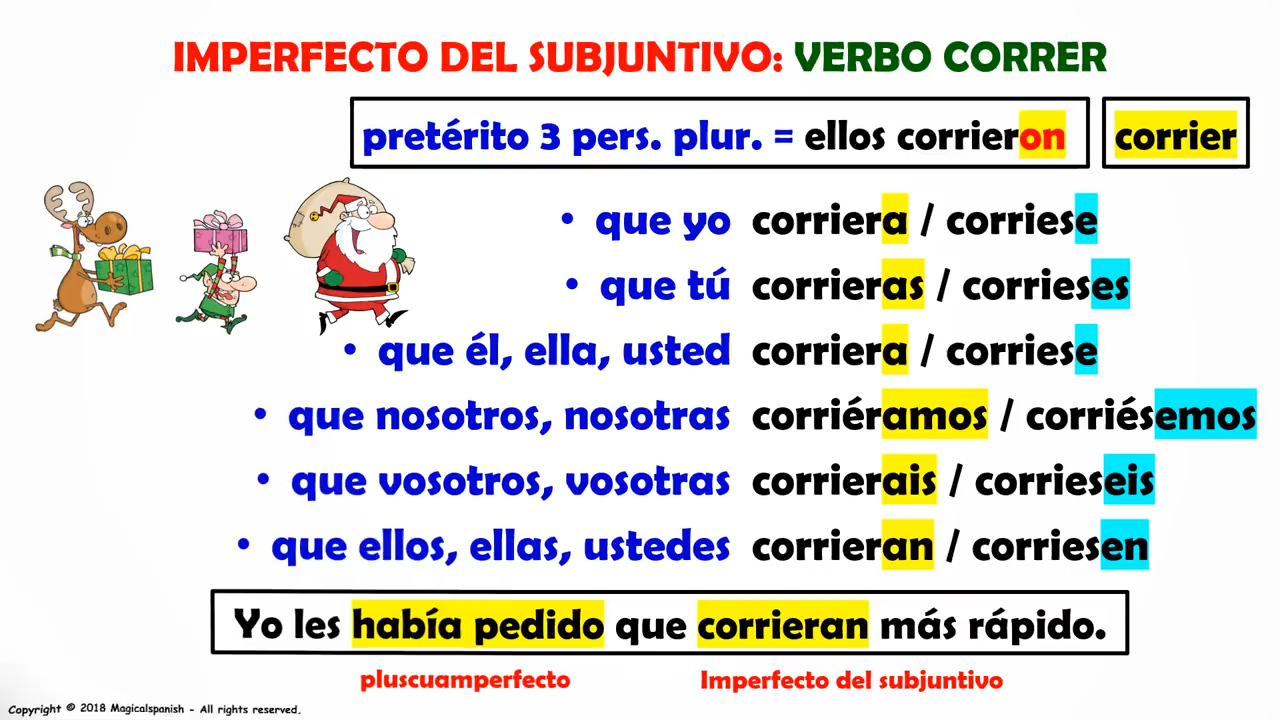 IMPERFECTO DEL SUBJUNTIVO: VERBO CORRER
pretérito 3 pers. plur. = ellos corrieron corrier
• que yo corriera / corriese
• que tú corrieras / corrieses
• que él, ella, usted corriera / corriese
• que nosotros, nosotras corriéramos / corriésemos
• que vosotros, vosotras corrierais / corrieseis
• que ellos, ellas, ustedes corrieran / corriesen
Yo les había pedido que corrieran más rápido.
pluscuamperfecto Imperfecto del subjuntivo
Copyright © 2018 Magicalspanish - All rights reserved.